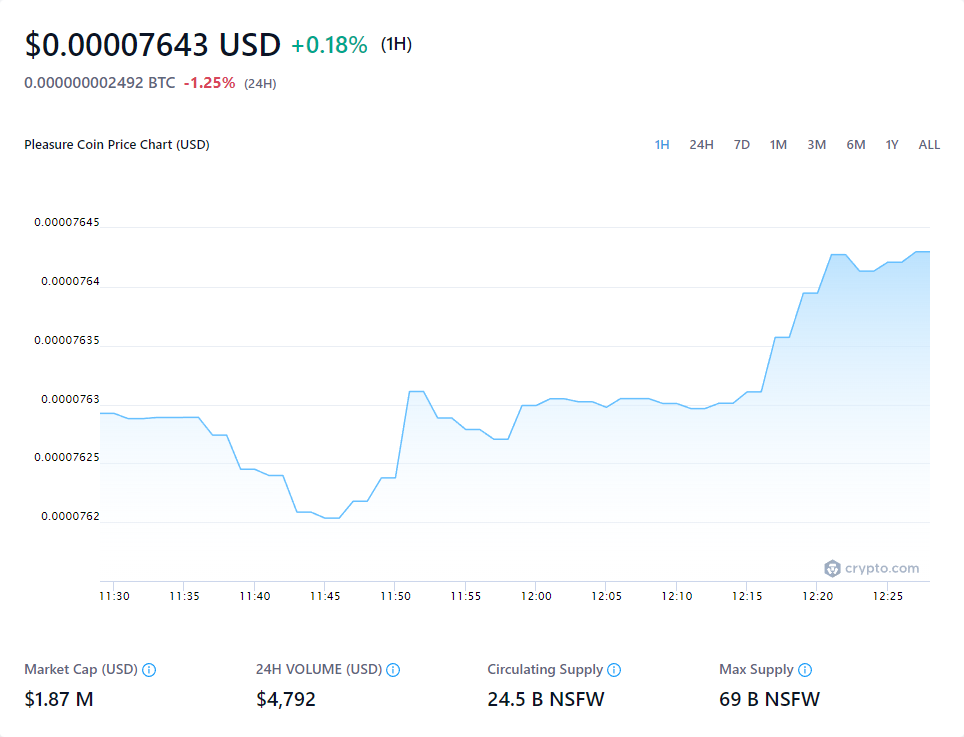 $0.00007643 USD +0.18% (1H)
0.000000002492 BTC -1.25% (24H)
Pleasure Coin Price Chart (USD)
1H 24H 7D 1M 3M 6M 1Y ALL
0.00007645
0.0000764
0.00007635
0.0000763
0.00007625
0.0000762
crypto.com
11:30 11:35 11:40 11:45 11:50 11:55 12:00 12:05 12:10 12:15 12:20 12:25
Market Cap (USD) 24H VOLUME (USD) Circulating Supply Max Supply
$1.87 M $4,792 24.5 B NSFW 69 B NSFW